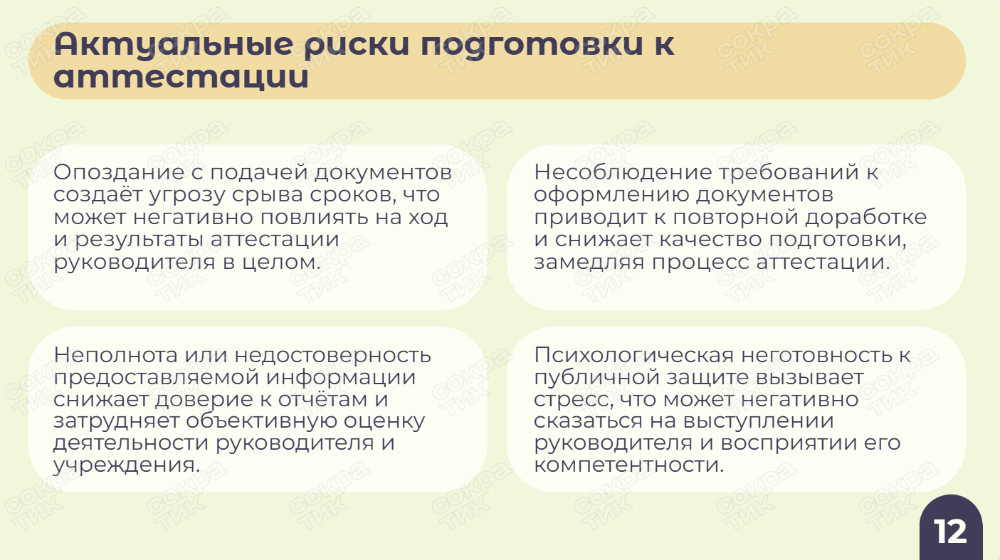 Актуальные риски подготовки к
аттестации
Опоздание с подачей документов
создаёт угрозу срыва сроков, что
может негативно повлиять на ход
и результаты аттестации
руководителя в целом.
Несоблюдение требований к
оформлению документов
приводит к повторной доработке
и снижает качество подготовки,
замедляя процесс аттестации.
Неполнота или недостоверность
предоставляемой информации
снижает доверие к отчётам и
затрудняет объективную оценку
деятельности руководителя и
учреждения.
Психологическая неготовность к
публичной защите вызывает
стресс, что может негативно
сказаться на выступлении
руководителя и восприятии его
компетентности.
12
сократик